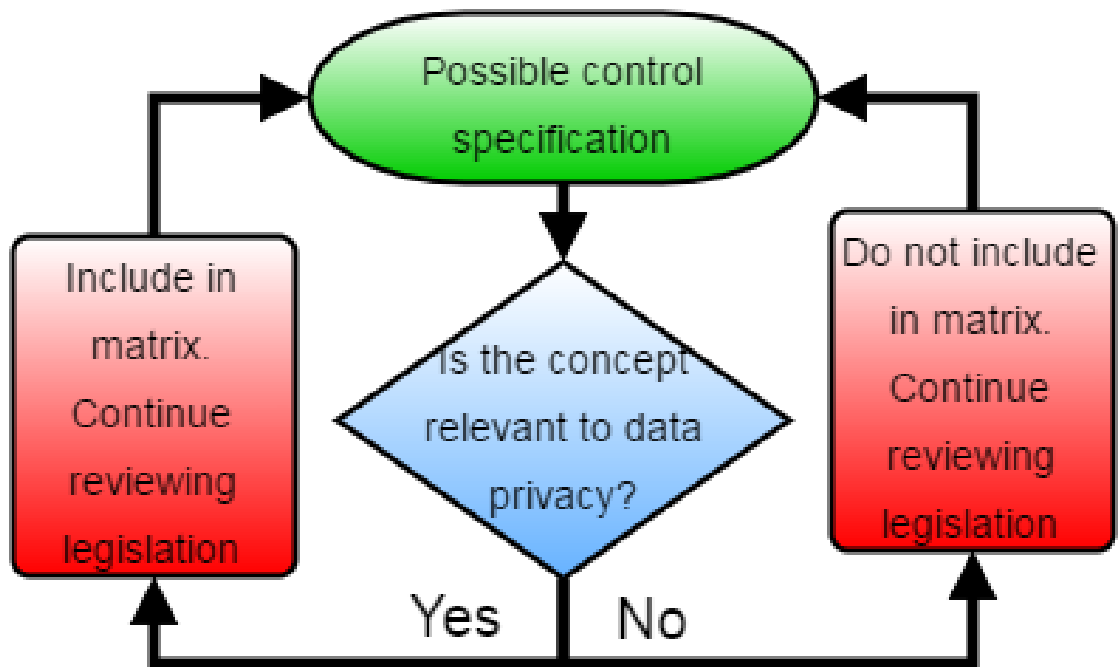 Possible control
specification
Is the concept
relevant to data
privacy?
Yes
No
Include in
matrix.
Continue
reviewing
legislation
Do not include
in matrix.
Continue
reviewing
legislation